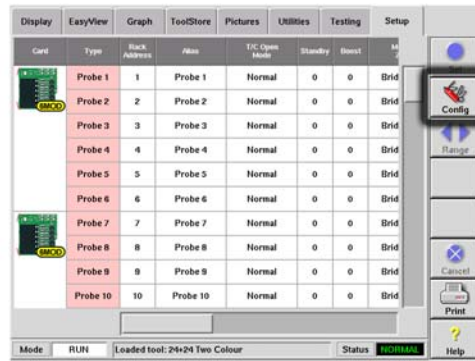 Display EasyView Graph ToolStore Pictures Utilities Testing Setup
Card Type Rack Address Alias T/C Open Mode Standby Boost
6MOD
Probe 1 1 Probe 1 Normal 0 0 Brid
Probe 2 2 Probe 2 Normal 0 0 Brid
Probe 3 3 Probe 3 Normal 0 0 Brid
Probe 4 4 Probe 4 Normal 0 0 Brid
Probe 5 5 Probe 5 Normal 0 0 Brid
Probe 6 6 Probe 6 Normal 0 0 Brid
6MOD
Probe 7 7 Probe 7 Normal 0 0 Brid
Probe 8 8 Probe 8 Normal 0 0 Brid
Probe 9 9 Probe 9 Normal 0 0 Brid
Probe 10 10 Probe 10 Normal 0 0 Brid
Config
Range
Cancel
Print
Help
Mode RUN Loaded tool: 24+24 Two Colour Status NORMAL